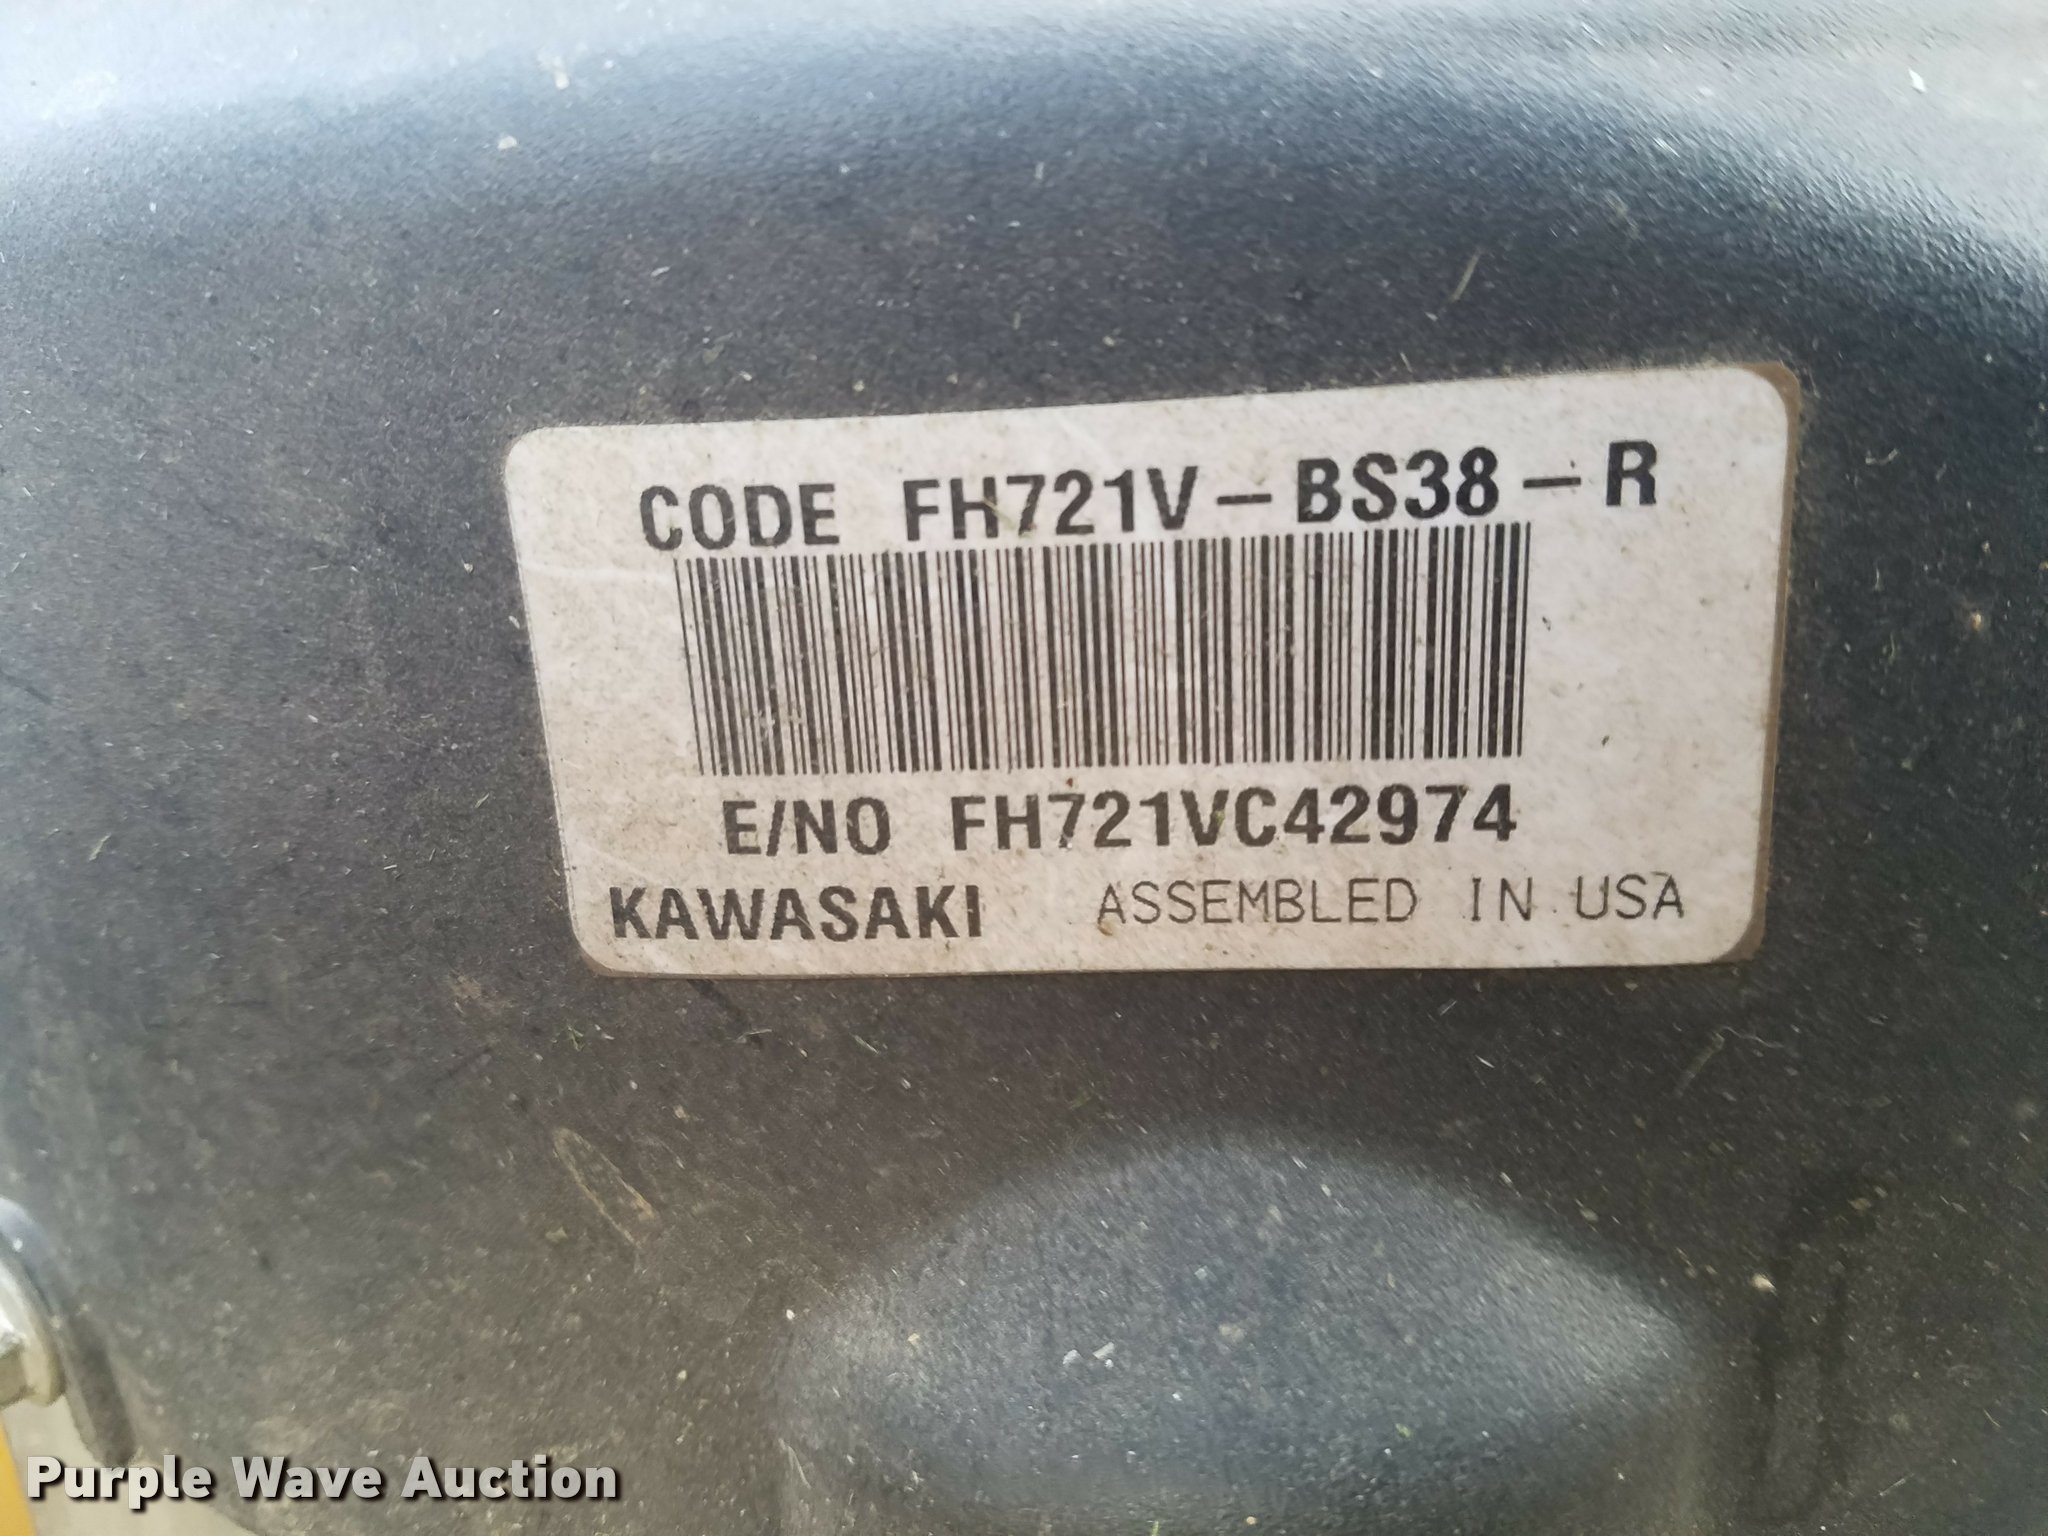 CODE FH721V-BS38-R
E/NO FH721VC42974
KAWASAKI ASSEMBLED IN USA
Purple Wave Auction